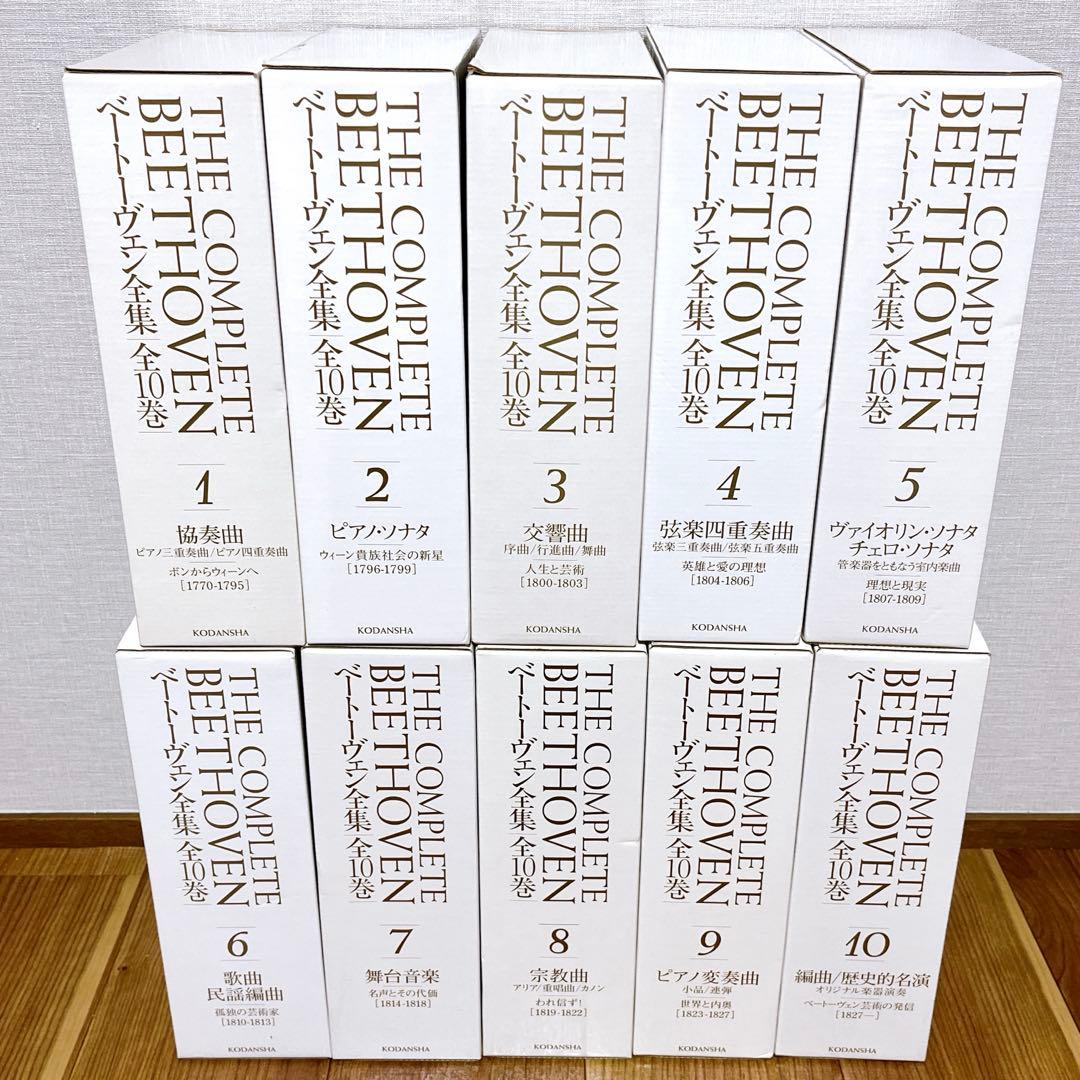 THE COMPLETE
BEETHOVEN
ベートーヴェン全集 全10巻
1
協奏曲
ピアノ三重奏曲/ピアノ四重奏曲
ボンからウィーンへ
[1770-1795]
KODANSHA
THE COMPLETE
BEETHOVEN
ベートーヴェン全集 全10巻
2
ピアノ・ソナタ
ウィーン貴族社会の新星
[1796-1799]
KODANSHA
THE COMPLETE
BEETHOVEN
ベートーヴェン全集 全10巻
3
交響曲
序曲/行進曲/舞曲
人生と芸術
[1800-1803]
KODANSHA
THE COMPLETE
BEETHOVEN
ベートーヴェン全集 全10巻
4
弦楽四重奏曲
弦楽三重奏曲/弦楽五重奏曲
英雄と愛の理想
[1804-1806]
KODANSHA
THE COMPLETE
BEETHOVEN
ベートーヴェン全集 全10巻
5
ヴァイオリン・ソナタ
チェロ・ソナタ
管楽器をともなう室内楽曲
理想と現実
[1807-1809]
KODANSHA
THE COMPLETE
BEETHOVEN
ベートーヴェン全集 全10巻
6
歌曲
民謡編曲
孤独の芸術家
[1810-1813]
KODANSHA
THE COMPLETE
BEETHOVEN
ベートーヴェン全集 全10巻
7
舞台音楽
名声とその代価
[1814-1818]
KODANSHA
THE COMPLETE
BEETHOVEN
ベートーヴェン全集 全10巻
8
宗教曲
アリア/重唱曲/カノン
われ信ず!
[1819-1822]
KODANSHA
THE COMPLETE
BEETHOVEN
ベートーヴェン全集 全10巻
9
ピアノ変奏曲
小品/連弾
世界と内奥
[1823-1827]
KODANSHA
THE COMPLETE
BEETHOVEN
ベートーヴェン全集 全10巻
10
編曲/歴史的名演
オリジナル楽器演奏
ベートーヴェン芸術の発信
[1827—]
KODANSHA